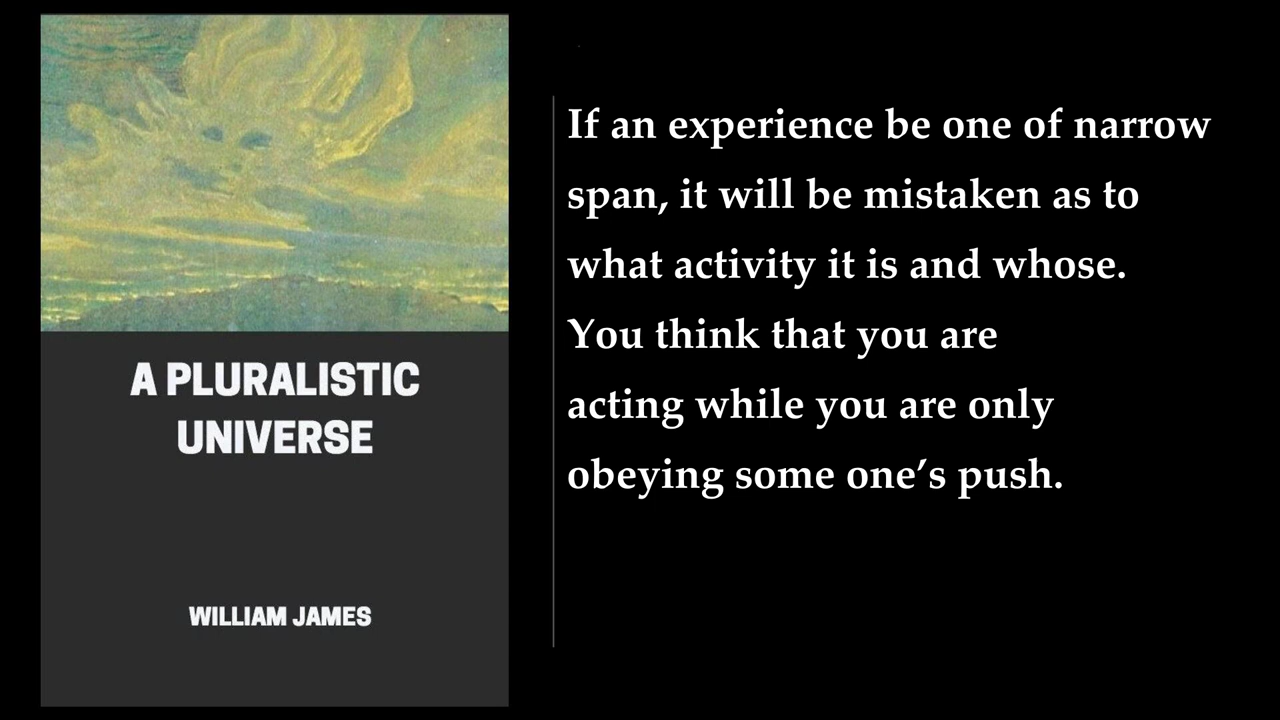 A PLURALISTIC
UNIVERSE
WILLIAM JAMES
If an experience be one of narrow
span, it will be mistaken as to
what activity it is and whose.
You think that you are
acting while you are only
obeying some one’s push.